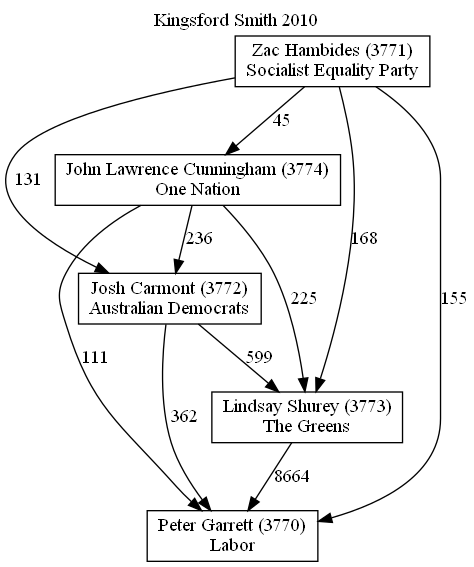 Kingsford Smith 2010
Zac Hambides (3771)
Socialist Equality Party
45
John Lawrence Cunningham (3774)
One Nation
131
236
168
Josh Carmont (3772)
Australian Democrats
225
155
111
599
362
Lindsay Shurey (3773)
The Greens
8664
Peter Garrett (3770)
Labor